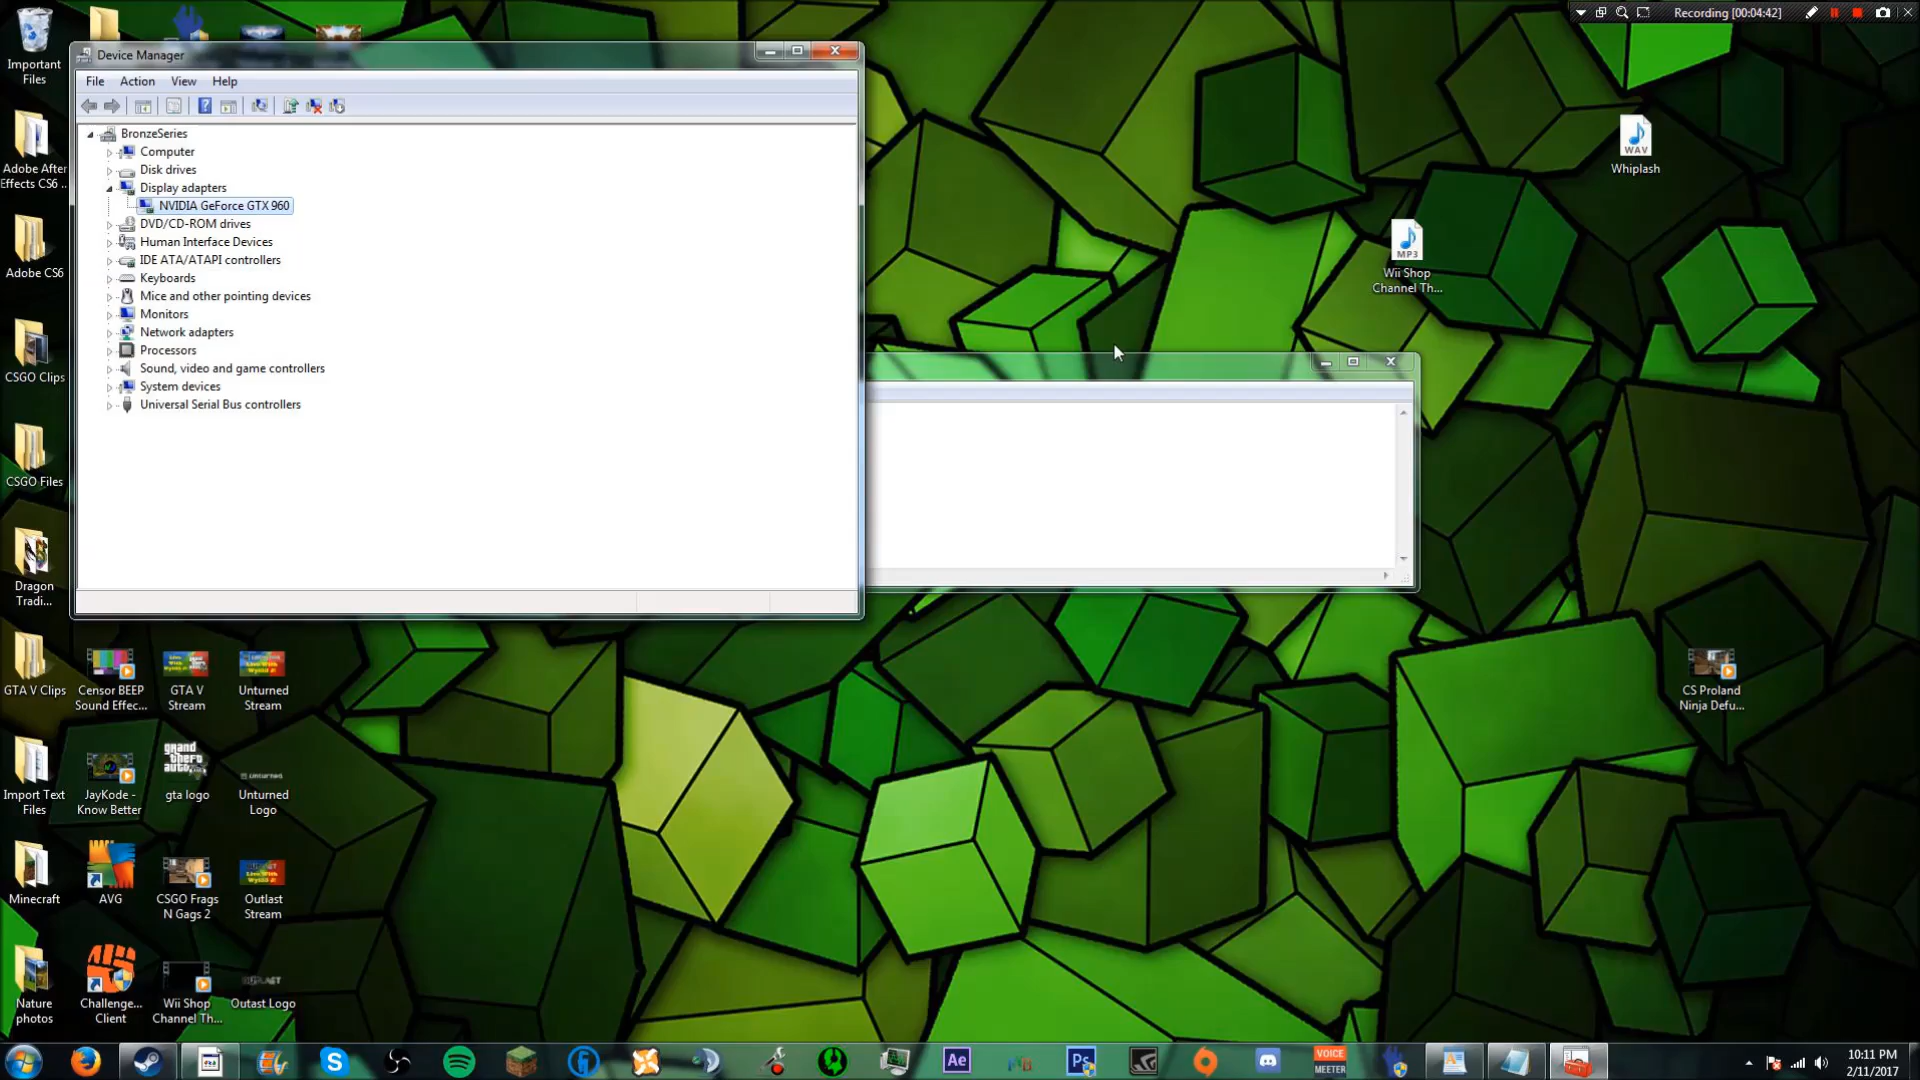 Recording [00:04:42]
Device Manager
File Action View Help
BronzeSeries
Computer
Disk drives
Display adapters
NVIDIA GeForce GTX 960
DVD/CD-ROM drives
Human Interface Devices
IDE ATA/ATAPI controllers
Keyboards
Mice and other pointing devices
Monitors
Network adapters
Processors
Sound, video and game controllers
System devices
Universal Serial Bus controllers
Important
Files
Adobe After
Effects CS6 ..
Adobe CS6
CSGO Clips
CSGO Files
Dragon
Tradi...
GTA V Clips
Censor BEEP
Sound Effec...
GTA V
Stream
Unturned
Stream
Import Text
Files
JayKode -
Know Better
grand
theft
auto
gta logo
Unturned
Unturned
Logo
Minecraft
AVG
CSGO Frags
N Gags 2
Outlast
Stream
Nature
photos
Challenge...
Client
Wii Shop
Channel Th...
Outast Logo
WAV
Whiplash
MP3
Wii Shop
Channel Th...
CS Proland
Ninja Defu...
Ae
Ps
VOICE
MEETER
10:11 PM
2/11/2017